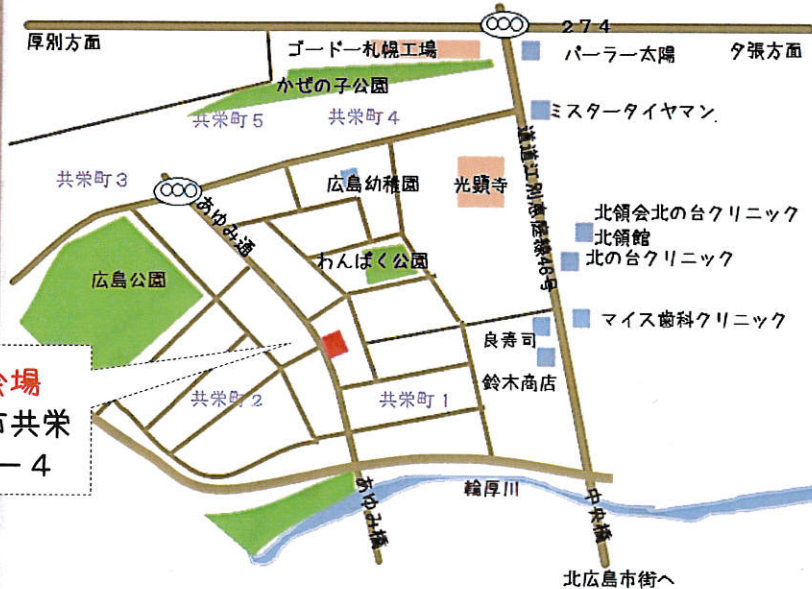 274
厚別方面
ゴードー札幌工場
パーラー太陽
夕張方面
かぜの子公園
共栄町5
共栄町4
ミスタータイヤマン
共栄町3
広島幼稚園
光顕寺
道道江別恵庭線46号
あゆみ通
北領会北の台クリニック
北領館
北の台クリニック
わんぱく公園
広島公園
マイス歯科クリニック
良寿司
鈴木商店
会場
市共栄
ー4
共栄町2
共栄町1
輪厚川
あゆみ橋
中央橋
北広島市街へ